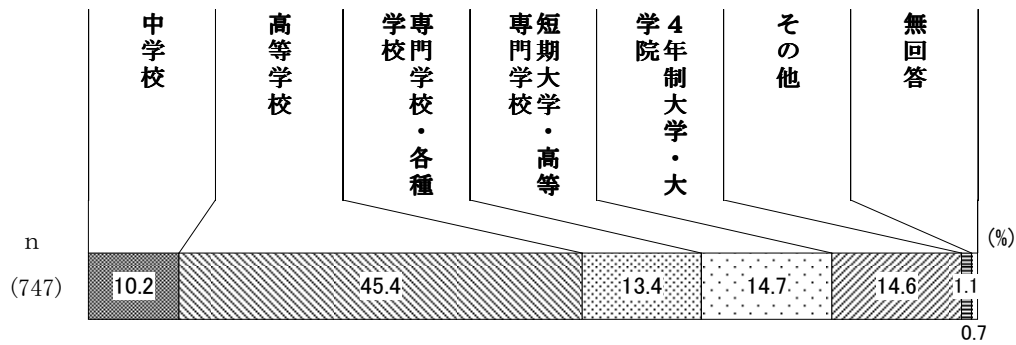 中学校
高等学校
専門学校・各種
学校
短期大学・高等
専門学校
４年制大学・大
学院
その他
無回答
n
(%)
(747)
10.2
45.4
13.4
14.7
14.6
1.1
0.7